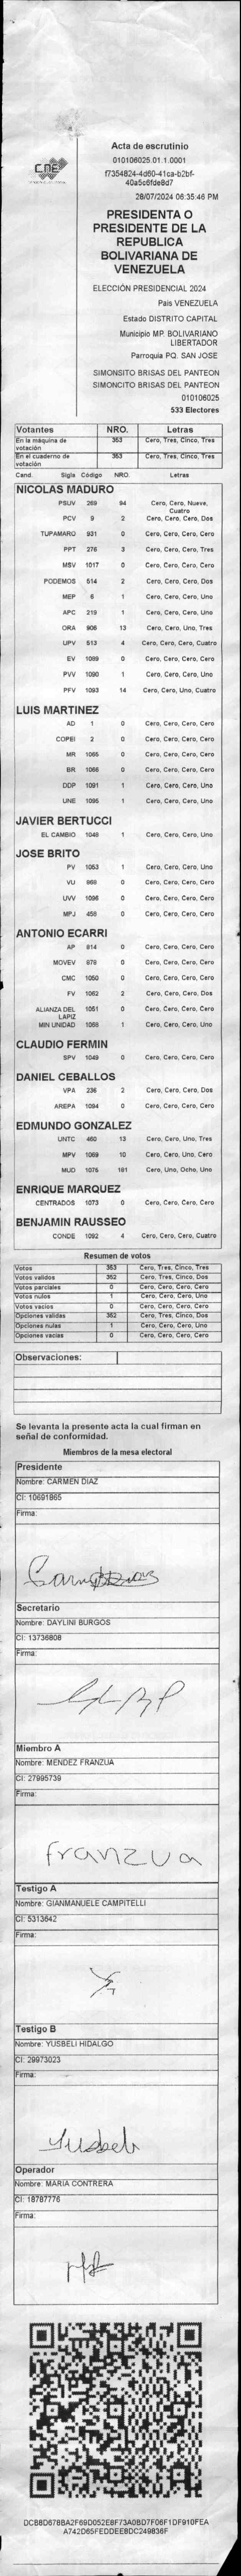 CNE
Acta de escrutinio
010106025.01.1.0001
f7354824-4d60-41ca-b2bf-
40a5c6fde8d7
28/07/2024 06:35:46 PM
PRESIDENTA O
PRESIDENTE DE LA
REPUBLICA
BOLIVARIANA DE
VENEZUELA
ELECCIÓN PRESIDENCIAL 2024
País VENEZUELA
Estado DISTRITO CAPITAL
Municipio MP. BOLIVARIANO
LIBERTADOR
Parroquia PQ. SAN JOSE
SIMONSITO BRISAS DEL PANTEON
SIMONCITO BRISAS DEL PANTEON
010106025
533 Electores
Votantes NRO. Letras
En la máquina de votación 353 Cero, Tres, Cinco, Tres
En el cuaderno de votación 353 Cero, Tres, Cinco, Tres
Cand. Sigla Código NRO. Letras
NICOLAS MADURO
PSUV 269 94 Cero, Cero, Nueve, Cuatro
PCV 9 2 Cero, Cero, Cero, Dos
TUPAMARO 931 0 Cero, Cero, Cero, Cero
PPT 276 3 Cero, Cero, Cero, Tres
MSV 1017 0 Cero, Cero, Cero, Cero
PODEMOS 514 2 Cero, Cero, Cero, Dos
MEP 6 1 Cero, Cero, Cero, Uno
APC 219 1 Cero, Cero, Cero, Uno
ORA 906 13 Cero, Cero, Uno, Tres
UPV 513 4 Cero, Cero, Cero, Cuatro
EV 1089 0 Cero, Cero, Cero, Cero
PVV 1090 1 Cero, Cero, Cero, Uno
PFV 1093 14 Cero, Cero, Uno, Cuatro
LUIS MARTINEZ
AD 1 0 Cero, Cero, Cero, Cero
COPEI 2 0 Cero, Cero, Cero, Cero
MR 1065 0 Cero, Cero, Cero, Cero
BR 1066 0 Cero, Cero, Cero, Cero
DDP 1091 1 Cero, Cero, Cero, Uno
UNE 1095 1 Cero, Cero, Cero, Uno
JAVIER BERTUCCI
EL CAMBIO 1048 1 Cero, Cero, Cero, Uno
JOSE BRITO
PV 1053 1 Cero, Cero, Cero, Uno
VU 868 0 Cero, Cero, Cero, Cero
UVV 1096 0 Cero, Cero, Cero, Cero
MPJ 458 0 Cero, Cero, Cero, Cero
ANTONIO ECARRI
AP 814 0 Cero, Cero, Cero, Cero
MOVEV 879 0 Cero, Cero, Cero, Cero
CMC 1050 0 Cero, Cero, Cero, Cero
FV 1062 2 Cero, Cero, Cero, Dos
ALIANZA DEL LAPIZ 1051 0 Cero, Cero, Cero, Cero
MIN UNIDAD 1058 1 Cero, Cero, Cero, Uno
CLAUDIO FERMIN
SPV 1049 0 Cero, Cero, Cero, Cero
DANIEL CEBALLOS
VPA 236 2 Cero, Cero, Cero, Dos
AREPA 1094 0 Cero, Cero, Cero, Cero
EDMUNDO GONZALEZ
UNTC 460 13 Cero, Cero, Uno, Tres
MPV 1069 10 Cero, Cero, Uno, Cero
MUD 1075 181 Cero, Uno, Ocho, Uno
ENRIQUE MARQUEZ
CENTRADOS 1073 0 Cero, Cero, Cero, Cero
BENJAMIN RAUSSEO
CONDE 1092 4 Cero, Cero, Cero, Cuatro
Resumen de votos
Votos 353 Cero, Tres, Cinco, Tres
Votos validos 352 Cero, Tres, Cinco, Dos
Votos parciales 0 Cero, Cero, Cero, Cero
Votos nulos 1 Cero, Cero, Cero, Uno
Votos vacios 0 Cero, Cero, Cero, Cero
Opciones validas 352 Cero, Tres, Cinco, Dos
Opciones nulas 1 Cero, Cero, Cero, Uno
Opciones vacias 0 Cero, Cero, Cero, Cero
Observaciones:
Se levanta la presente acta la cual firman en
señal de conformidad.
Miembros de la mesa electoral
Presidente
Nombre: CARMEN DIAZ
CI: 10691865
Firma:
Secretario
Nombre: DAYLINI BURGOS
CI: 13736808
Firma:
Miembro A
Nombre: MENDEZ FRANZUA
CI: 27995739
Firma:
franzua
Testigo A
Nombre: GIANMANUELE CAMPITELLI
CI: 5313642
Firma:
Testigo B
Nombre: YUSBELI HIDALGO
CI: 29973023
Firma:
Yusbeli
Operador
Nombre: MARIA CONTRERA
CI: 18787776
Firma:
DCB8D678BA2F69D052E8F73A0BD7F06F1DF910FEA
A742D65FEDDEE8DC249836F